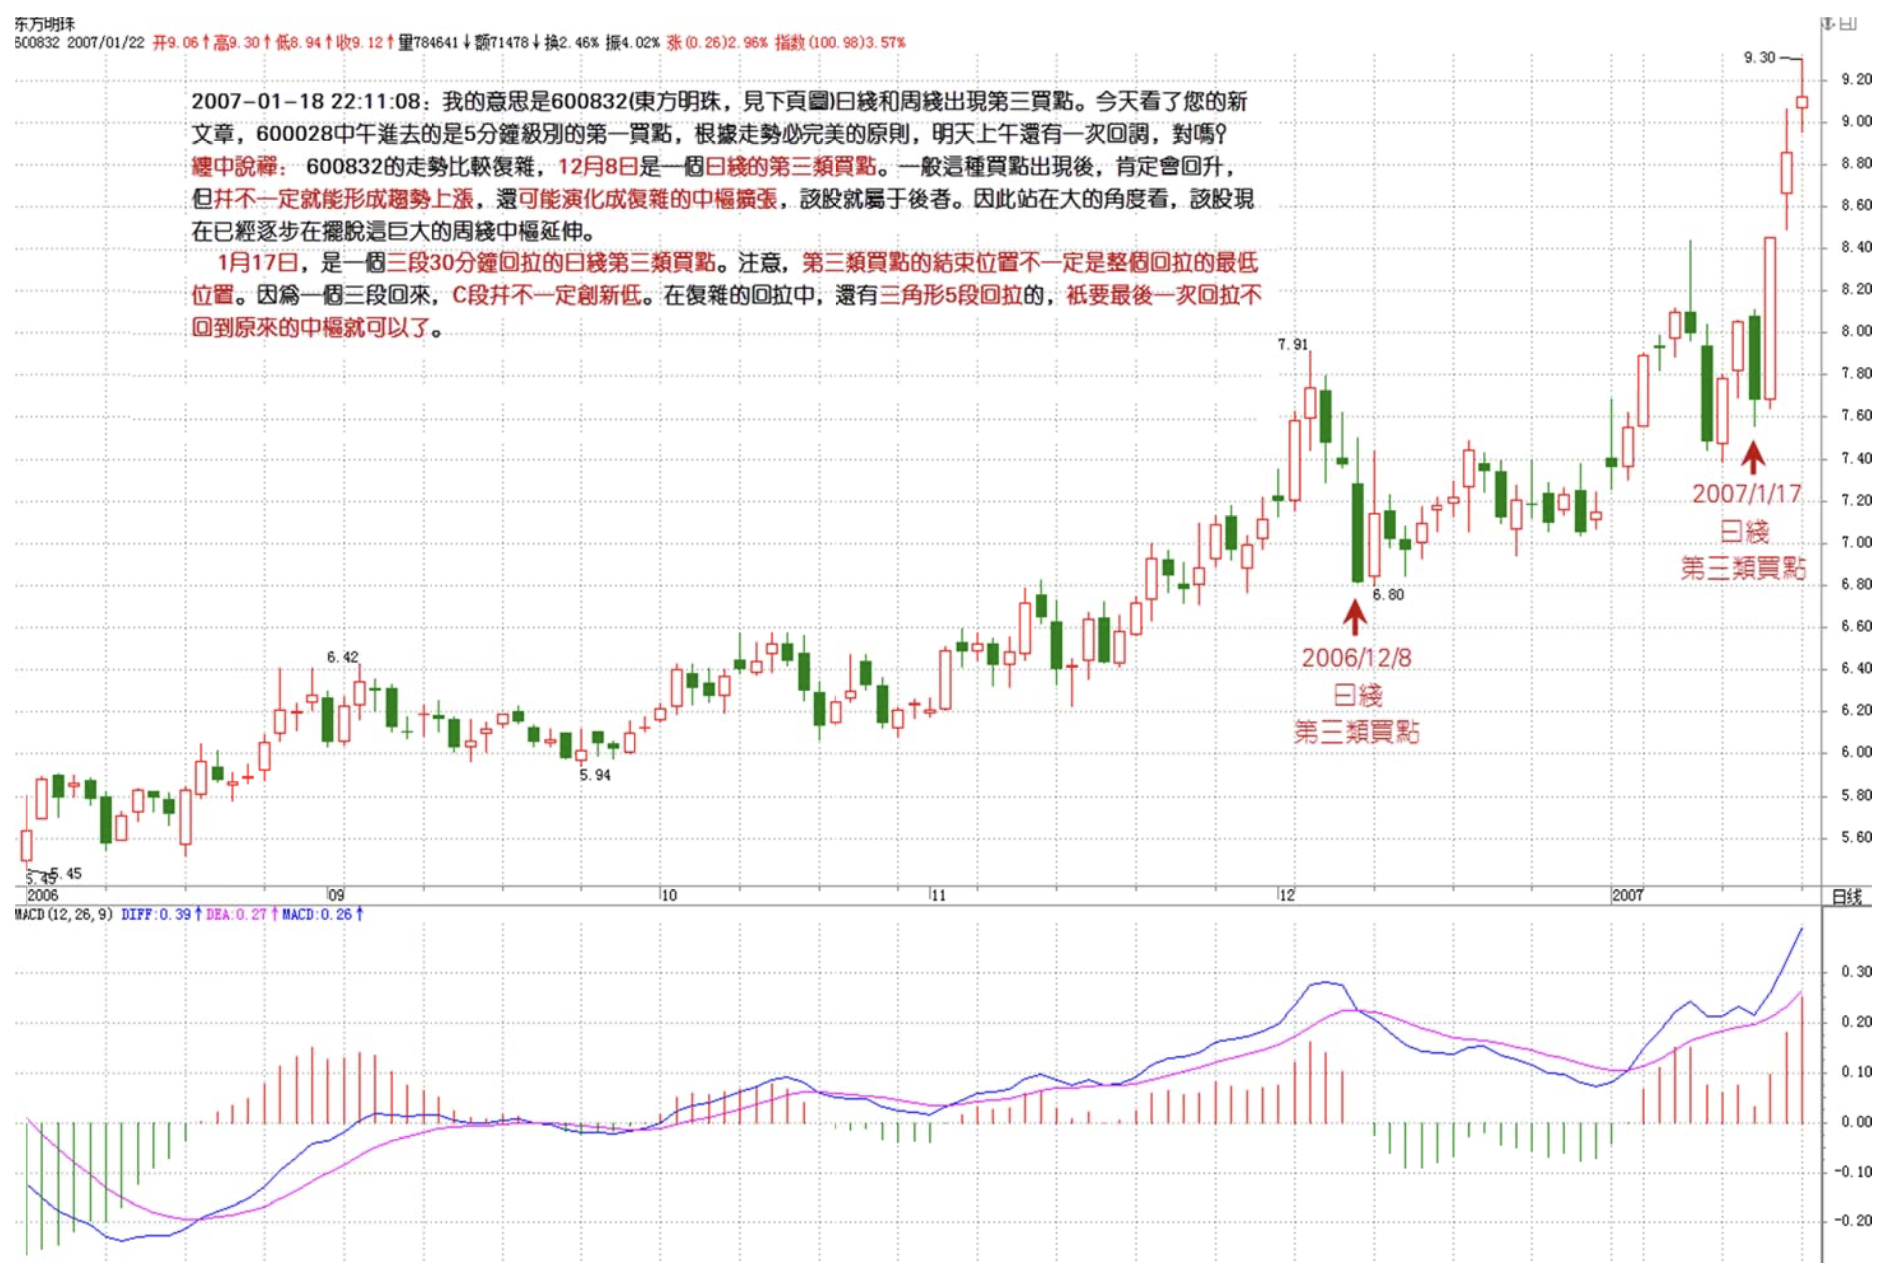 东方明珠
600832 2007/01/22 开9.06↑高9.30↑低8.94↑收9.12↑量784641↓额71478↓换2.46% 振4.02% 涨(0.26)2.96% 指数(100.98)3.57%
2007-01-18 22:11:08：我的意思是600832(東方明珠，見下頁圖)日綫和周綫出現第三買點。今天看了您的新
文章，600028中午進去的是5分鐘級別的第一買點，根據走勢必完美的原則，明天上午還有一次回調，對嗎？
纏中說禪： 600832的走勢比較復雜，12月8日是一個日綫的第三類買點。一般這種買點出現後，肯定會回升，
但幷不一定就能形成趨勢上漲，還可能演化成復雜的中樞擴張，該股就屬于後者。因此站在大的角度看，該股現
在已經逐步在擺脫這巨大的周綫中樞延伸。
1月17日，是一個三段30分鐘回拉的日綫第三類買點。注意，第三類買點的結束位置不一定是整個回拉的最低
位置。因爲一個三段回來，C段幷不一定創新低。在復雜的回拉中，還有三角形5段回拉的，衹要最後一次回拉不
回到原來的中樞就可以了。
9.30
9.20
9.00
8.80
8.60
8.40
8.20
8.00
7.91
7.80
7.60
7.40
7.20
2007/1/17
日綫
第三類買點
7.00
6.80
6.80
2006/12/8
日綫
第三類買點
6.60
6.42
6.40
6.20
6.00
5.94
5.80
5.60
5.45
5.45
2006 09 10 11 12 2007 日线
MACD(12,26,9) DIFF:0.39↑ DEA:0.27↑ MACD:0.26↑
0.30
0.20
0.10
0.00
-0.10
-0.20